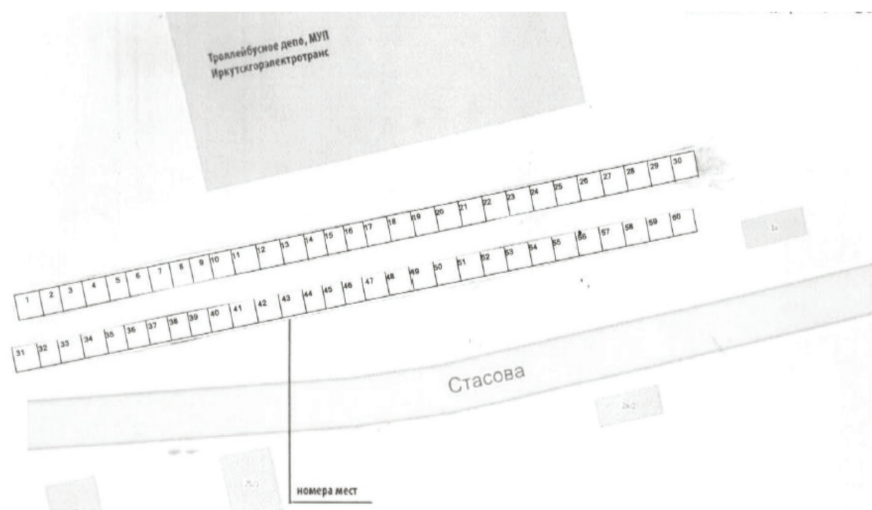 Троллейбусное депо, МУП
Иркутскгорэлектротранс
1 2 3 4 5 6 7 8 9 10 11 12 13 14 15 16 17 18 19 20 21 22 23 24 25 26 27 28 29 30
31 32 33 34 35 36 37 38 39 40 41 42 43 44 45 46 47 48 49 50 51 52 53 54 55 56 57 58 59 60
Стасова
номера мест